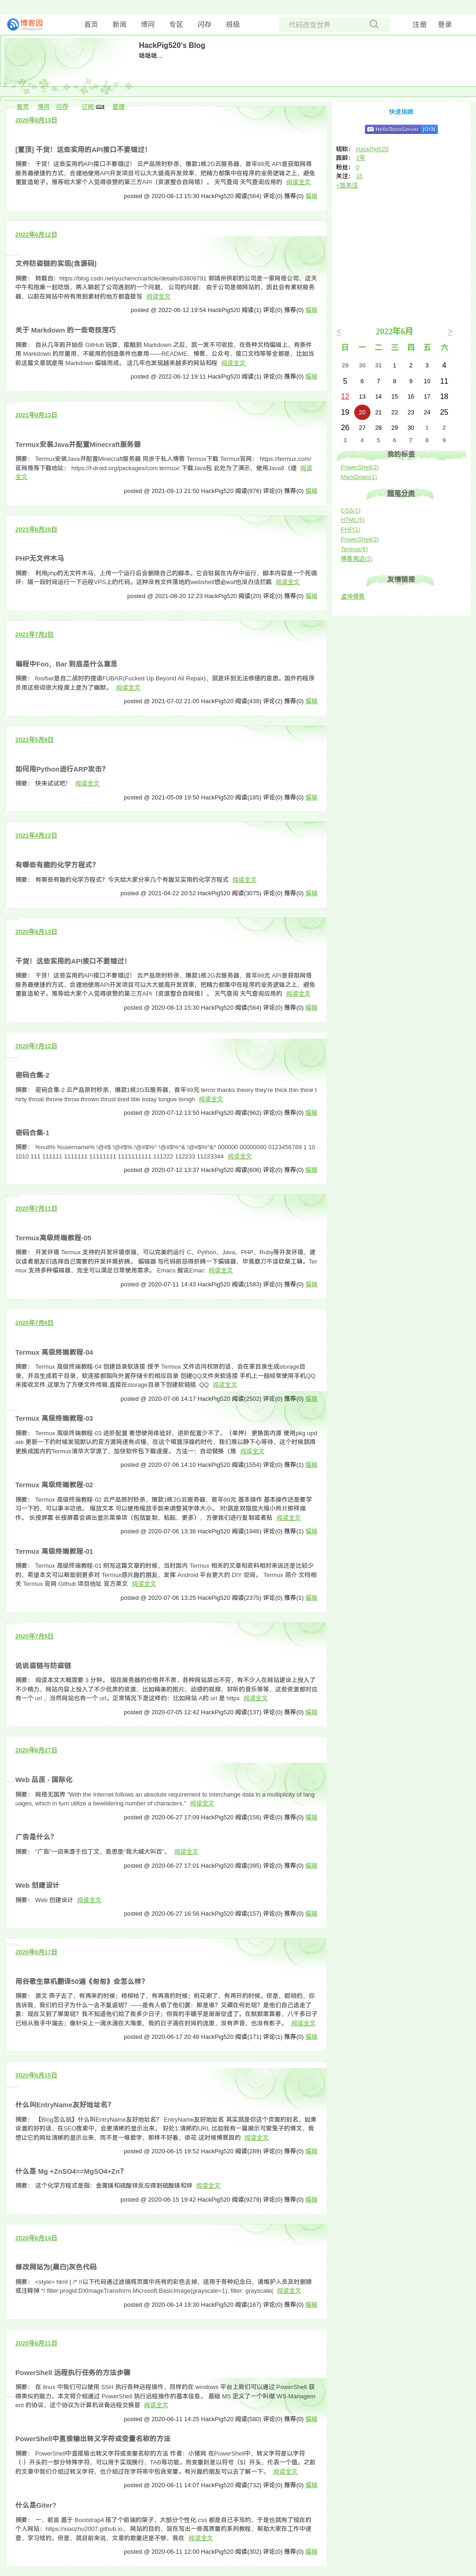 博客园
首页 新闻 博问 专区 闪存 班级
代码改变世界
注册 登录
HackPig520's Blog
咕咕咕....
首页 博问 闪存 订阅 管理
2020年8月13日
[置顶] 干货！这些实用的API接口不要错过！
摘要： 干货！这些实用的API接口不要错过！ 云产品限时秒杀，爆款1核2G云服务器，首年99元 API是获取网络
服务器便捷的方式，合理地使用API开发项目可以大大提高开发效率，把精力都集中在程序的业务逻辑设计上，避免
重复造轮子。推荐给大家个人觉得很赞的第三方API（资源整合自网络）。 天气查询 天气查询应用的 阅读全文
posted @ 2020-08-13 15:30 HackPig520 阅读(564) 评论(0) 推荐(0) 编辑
2022年6月12日
文件防盗链的实现(含源码)
摘要： 转载自：https://blog.csdn.net/yuchencn/article/details/83809791 郭靖所供职的公司是一家网络公司，这天
中午和拖雷一起吃饭，两人聊起了公司遇到的一个问题。 公司的问题: 由于公司是做网站的，因此会有素材服务
器，以前在网站中所有用到素材的地方都直接写 阅读全文
posted @ 2022-06-12 19:54 HackPig520 阅读(1) 评论(0) 推荐(0) 编辑
关于 Markdown 的一些奇技淫巧
摘要： 自从几年前开始在 GitHub 玩耍，接触到 Markdown 之后，就一发不可收拾，在各种文档编辑上，有条件
用 Markdown 的尽量用，不能用的创造条件也要用——README、博客、公众号、接口文档等等全都是，比如当
前这篇文章就是用 Markdown 编辑而成。 这几年也发现越来越多的网站和程 阅读全文
posted @ 2022-06-12 19:11 HackPig520 阅读(1) 评论(0) 推荐(0) 编辑
2021年9月13日
Termux安装Java并配置Minecraft服务器
摘要： Termux安装Java并配置Minecraft服务器 同步于私人博客 Termux下载 Termux官网： https://termux.com/
官网推荐下载地址： https://f-droid.org/packages/com.termux/ 下载Java包 此处为了演示，使用Java8（谨 阅读
全文
posted @ 2021-09-13 21:50 HackPig520 阅读(976) 评论(0) 推荐(0) 编辑
2021年8月20日
PHP无文件木马
摘要： 利用php的无文件木马，上传一个运行后会删除自己的脚本。它会驻留在内存中运行，脚本内容是一个死循
环：隔一段时间运行一下远程VPS上的代码。这种没有文件落地的webshell想必waf也没办法拦截 阅读全文
posted @ 2021-08-20 12:23 HackPig520 阅读(20) 评论(0) 推荐(0) 编辑
2021年7月2日
编程中Foo，Bar 到底是什么意思
摘要： foo/bar是自二战时的俚语FUBAR(Fucked Up Beyond All Repair)，就是坏到无法修缮的意思。国外的程序
员用这些词很大程度上是为了幽默。 阅读全文
posted @ 2021-07-02 21:05 HackPig520 阅读(438) 评论(2) 推荐(0) 编辑
2021年5月8日
如何用Python进行ARP攻击?
摘要： 快来试试吧！ 阅读全文
posted @ 2021-05-08 19:50 HackPig520 阅读(185) 评论(0) 推荐(0) 编辑
2021年4月22日
有哪些有趣的化学方程式?
摘要： 有哪些有趣的化学方程式？今天给大家分享几个有趣又实用的化学方程式 阅读全文
posted @ 2021-04-22 20:52 HackPig520 阅读(3075) 评论(0) 推荐(0) 编辑
2020年8月13日
干货！这些实用的API接口不要错过！
摘要： 干货！这些实用的API接口不要错过！ 云产品限时秒杀，爆款1核2G云服务器，首年99元 API是获取网络
服务器便捷的方式，合理地使用API开发项目可以大大提高开发效率，把精力都集中在程序的业务逻辑设计上，避免
重复造轮子。推荐给大家个人觉得很赞的第三方API（资源整合自网络）。 天气查询 天气查询应用的 阅读全文
posted @ 2020-08-13 15:30 HackPig520 阅读(564) 评论(0) 推荐(0) 编辑
2020年7月12日
密码合集-2
摘要： 密码合集-2 云产品限时秒杀，爆款1核2G云服务器，首年99元 terror thanks theory they're thick thin thine t
hirty throat throne throw thrown thrust tired title today tongue tonigh 阅读全文
posted @ 2020-07-12 13:50 HackPig520 阅读(962) 评论(0) 推荐(0) 编辑
密码合集-1
摘要： %null% %username% !@#$ !@#$% !@#$%^ !@#$%^& !@#$%^&* 000000 00000000 0123456789 1 10
1010 111 111111 1111111 11111111 1111111111 111222 112233 11223344 阅读全文
posted @ 2020-07-12 13:37 HackPig520 阅读(606) 评论(0) 推荐(0) 编辑
2020年7月11日
Termux高级终端教程-05
摘要： 开发环境 Termux 支持的开发环境很强，可以完美的运行 C、Python、Java、PHP、Ruby等开发环境，建
议读者朋友们选择自己需要的开发环境折腾。 编辑器 写代码前总得折腾一下编辑器，毕竟磨刀不误砍柴工嘛。Ter
mux 支持多种编辑器，完全可以满足日常使用需求。 Emacs 据说Emac 阅读全文
posted @ 2020-07-11 14:43 HackPig520 阅读(1583) 评论(0) 推荐(0) 编辑
2020年7月6日
Termux 高级终端教程-04
摘要： Termux 高级终端教程-04 创建目录软连接 授予 Termux 文件访问权限的话，会在家目录生成storage目
录，并且生成若干目录，软连接都指向外置存储卡的相应目录 创建QQ文件夹软连接 手机上一般经常使用手机QQ
来接收文件,这里为了方便文件传输,直接在storage目录下创建软链接. QQ 阅读全文
posted @ 2020-07-06 14:17 HackPig520 阅读(2502) 评论(0) 推荐(0) 编辑
Termux 高级终端教程-03
摘要： Termux 高级终端教程-03 进阶配置 要想使用体验好，进阶配置少不了。（单押） 更换国内源 使用pkg upd
ate 更新一下的时候发现默认的官方源网速有点慢，在这个喧嚣浮躁的时代，我们难以静下心等待，这个时候就得
更换成国内的Termux清华大学源了，加快软件包下载速度。 方法一：自动替换（推 阅读全文
posted @ 2020-07-06 14:10 HackPig520 阅读(1554) 评论(0) 推荐(1) 编辑
Termux 高级终端教程-02
摘要： Termux 高级终端教程-02 云产品限时秒杀，爆款1核2G云服务器，首年99元 基本操作 基本操作还是要学
习一下的，可以事半功倍。 缩放文本 可以使用缩放手势来调整其字体大小。 对!就是双指放大缩小照片那样操
作。 长按屏幕 长按屏幕会调出显示菜单项（包括复制、粘贴、更多），方便我们进行复制或者粘 阅读全文
posted @ 2020-07-06 13:36 HackPig520 阅读(1946) 评论(0) 推荐(1) 编辑
Termux 高级终端教程-01
摘要： Termux 高级终端教程-01 刚写这篇文章的时候，当时国内 Termux 相关的文章和资料相对来说还是比较少
的，希望本文可以帮助到更多对 Termux感兴趣的朋友，发挥 Android 平台更大的 DIY 空间。 Termux 简介 文档相
关 Termux 官网 Github 项目地址 官方英文 阅读全文
posted @ 2020-07-06 13:25 HackPig520 阅读(2375) 评论(0) 推荐(1) 编辑
2020年7月5日
说说盗链与防盗链
摘要： 阅读本文大概需要 3 分钟。 现在服务器的价格并不贵，各种网站层出不穷，有不少人在网站建设上投入了
不少精力，网站内容上投入了不少优质的资源，比如精美的图片，动感的视频，好听的音乐等等，这些资源都对应
有一个 url ，当然网站也有一个 url。正常情况下是这样的：比如网站 A的 url 是 https 阅读全文
posted @ 2020-07-05 12:42 HackPig520 阅读(137) 评论(0) 推荐(0) 编辑
2020年6月27日
Web 品质 - 国际化
摘要： 网络无国界 "With the Internet follows an absolute requirement to interchange data in a multiplicity of lang
uages, which in turn utilize a bewildering number of characters." 阅读全文
posted @ 2020-06-27 17:09 HackPig520 阅读(156) 评论(0) 推荐(0) 编辑
广告是什么?
摘要： “广告”一词来源于拉丁文，意思是“我大喊大叫百”。 阅读全文
posted @ 2020-06-27 17:01 HackPig520 阅读(395) 评论(0) 推荐(0) 编辑
Web 创建设计
摘要： Web 创建设计 阅读全文
posted @ 2020-06-27 16:56 HackPig520 阅读(157) 评论(0) 推荐(0) 编辑
2020年6月17日
用谷歌生草机翻译50遍《匆匆》会怎么样？
摘要： 原文 燕子去了，有再来的时候；杨柳枯了，有再青的时候；桃花谢了，有再开的时候。但是，聪明的，你
告诉我，我们的日子为什么一去不复返呢？——是有人偷了他们罢：那是谁？又藏在何处呢？是他们自己逃走了
罢：现在又到了哪里呢？我不知道他们给了我多少日子；但我的手确乎是渐渐空虚了。在默默里算着，八千多日子
已经从我手中溜去；像针尖上一滴水滴在大海里，我的日子滴在时间的流里，没有声音，也没有影子。 阅读全文
posted @ 2020-06-17 20:48 HackPig520 阅读(171) 评论(1) 推荐(0) 编辑
2020年6月15日
什么叫EntryName友好地址名？
摘要： 【Blog怎么玩】什么叫EntryName友好地址名? EntryName友好地址名 其实就是你这个页面的别名，如果
设置的好的话，在SEO搜索中，会更清晰的显示出来。 好处1:清晰的URL 比如我有一篇展示可蒙兔子的博文，我
想让它的网址清晰的显示出来，而不是一堆数字，那样不好看，很花 这时候博客园的 阅读全文
posted @ 2020-06-15 19:52 HackPig520 阅读(289) 评论(0) 推荐(0) 编辑
什么是 Mg +ZnSO4==MgSO4+Zn？
摘要： 这个化学方程式是指：金属镁和硫酸锌反应得到硫酸镁和锌 阅读全文
posted @ 2020-06-15 19:42 HackPig520 阅读(9279) 评论(0) 推荐(0) 编辑
2020年6月14日
修改网站为(黑白)灰色代码
摘要： <style> html { /* //以下代码通过滤镜将页面中所有的彩色去掉，适用于各种纪念日，请维护人员及时删除
或注释掉 */ filter:progid:DXImageTransform.Microsoft.BasicImage(grayscale=1); filter: grayscale( 阅读全文
posted @ 2020-06-14 19:30 HackPig520 阅读(167) 评论(0) 推荐(0) 编辑
2020年6月11日
PowerShell 远程执行任务的方法步骤
摘要： 在 linux 中我们可以使用 SSH 执行各种远程操作，同样的在 windows 平台上我们可以通过 PowerShell 获
得类似的能力。本文将介绍通过 PowerShell 执行远程操作的基本信息。 基础 MS 定义了一个叫做 WS-Managem
ent 的协议，这个协议为计算机设备远程交换管 阅读全文
posted @ 2020-06-11 14:25 HackPig520 阅读(580) 评论(0) 推荐(0) 编辑
PowerShell中直接输出转义字符或变量名称的方法
摘要： PowerShell中直接输出转义字符或变量名称的方法 作者：小猪网 在PowerShell中，转义字符是以字符
（`）开头的一部分特殊字符，可以用于实现换行、TAB等功能。而变量则是以符号（$）开头，代表一个值。之前
的文章中我们介绍过转义字符，也介绍过在字符串中包含变量。有兴趣的朋友可以去了解一下。 阅读全文
posted @ 2020-06-11 14:07 HackPig520 阅读(732) 评论(0) 推荐(0) 编辑
什么是Giter?
摘要： 一、前言 基于 Bootstrap4 搭了个前端的架子，大部分个性化 css 都是自己手写的，于是也就有了现在的
个人网站：https://xiaozhu2007.github.io。 网站的目的，旨在写出一些高质量的系列教程，帮助大家在工作中速
查，学习啥的。但是，就目前来说，文章的数量还是不够，我在 阅读全文
posted @ 2020-06-11 12:00 HackPig520 阅读(302) 评论(0) 推荐(0) 编辑
快速捐赠
HelloToolsServer JOIN
昵称： HackPig520
园龄： 2年
粉丝： 0
关注： 16
+加关注
< 2022年6月 >
日 一 二 三 四 五 六
29 30 31 1 2 3 4
5 6 7 8 9 10 11
12 13 14 15 16 17 18
19 20 21 22 23 24 25
26 27 28 29 30 1 2
3 4 5 6 7 8 9
我的标签
PowerShell(2)
MarkDown(1)
随笔分类
CSS(1)
HTML(5)
PHP(1)
PowerShell(2)
Termux(6)
博客周边(2)
友情链接
孟坤博客